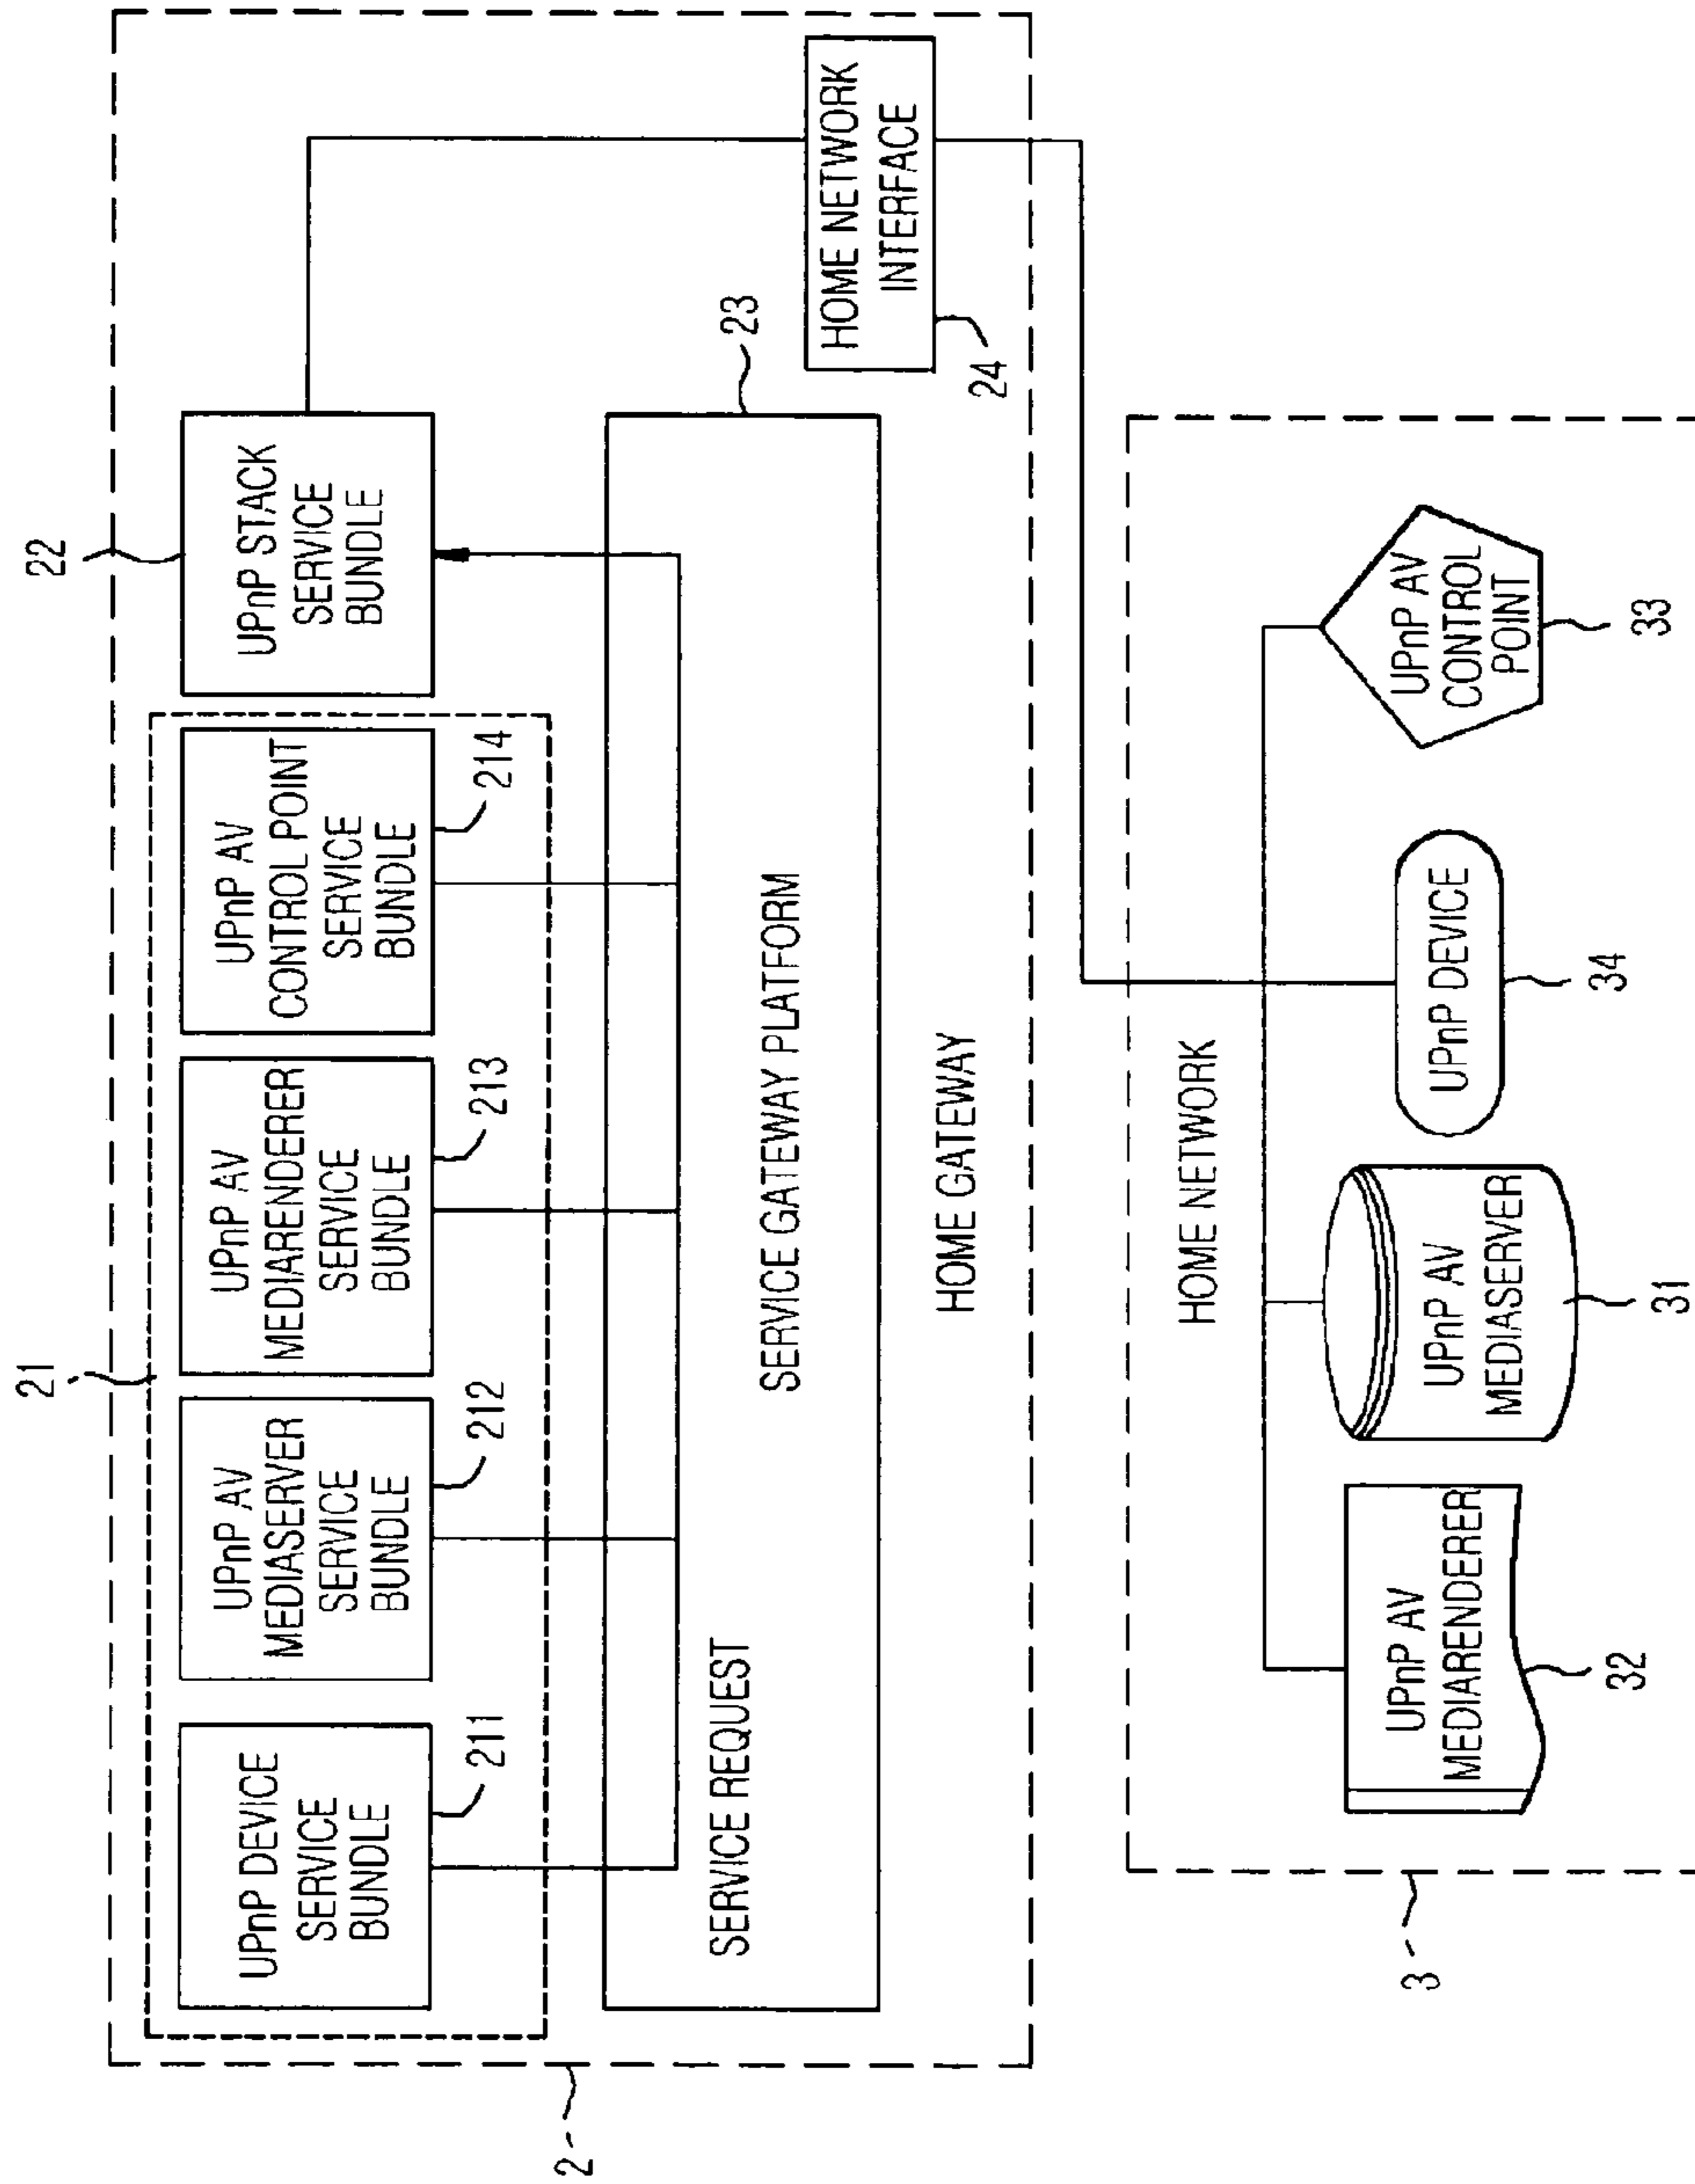 21
22
UPnP DEVICE
SERVICE
BUNDLE
211
UPnP AV
MEDIASERVER
SERVICE
BUNDLE
212
UPnP AV
MEDIARENDERER
SERVICE
BUNDLE
213
UPnP AV
CONTROL POINT
SERVICE
BUNDLE
214
UPnP STACK
SERVICE
BUNDLE
2
SERVICE REQUEST
SERVICE GATEWAY PLATFORM
23
HOME NETWORK
INTERFACE
24
HOME GATEWAY
HOME NETWORK
3
UPnP AV
MEDIARENDERER
32
UPnP AV
MEDIASERVER
31
UPnP DEVICE
34
UPnP AV
CONTROL
POINT
33